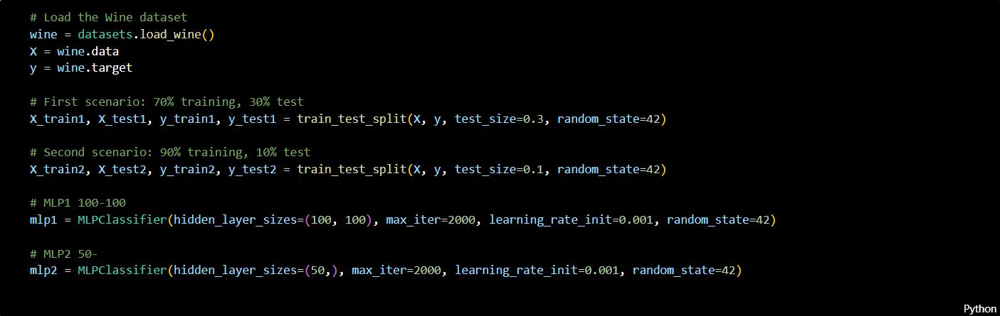 # Load the Wine dataset
wine = datasets.load_wine()
X = wine.data
y = wine.target
# First scenario: 70% training, 30% test
X_train1, X_test1, y_train1, y_test1 = train_test_split(X, y, test_size=0.3, random_state=42)
# Second scenario: 90% training, 10% test
X_train2, X_test2, y_train2, y_test2 = train_test_split(X, y, test_size=0.1, random_state=42)
# MLP1 100-100
mlp1 = MLPClassifier(hidden_layer_sizes=(100, 100), max_iter=2000, learning_rate_init=0.001, random_state=42)
# MLP2 50-
mlp2 = MLPClassifier(hidden_layer_sizes=(50,), max_iter=2000, learning_rate_init=0.001, random_state=42)
Python